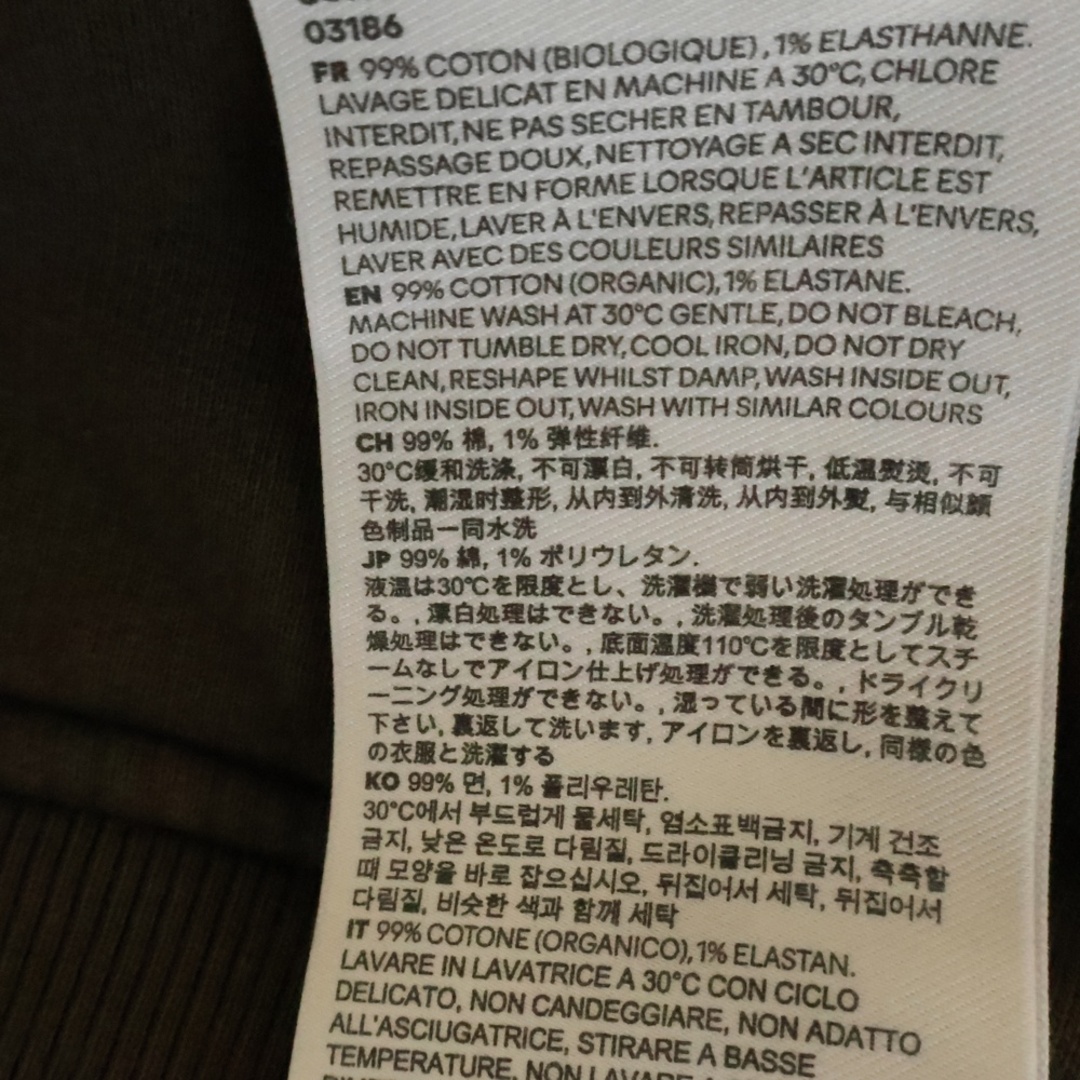 03186
FR 99% COTON (BIOLOGIQUE), 1% ELASTHANNE.
LAVAGE DELICAT EN MACHINE A 30°C, CHLORE
INTERDIT, NE PAS SECHER EN TAMBOUR,
REPASSAGE DOUX, NETTOYAGE A SEC INTERDIT,
REMETTRE EN FORME LORSQUE L'ARTICLE EST
HUMIDE, LAVER À L'ENVERS, REPASSER À L'ENVERS,
LAVER AVEC DES COULEURS SIMILAIRES
EN 99% COTTON (ORGANIC), 1% ELASTANE.
MACHINE WASH AT 30°C GENTLE, DO NOT BLEACH,
DO NOT TUMBLE DRY, COOL IRON, DO NOT DRY
CLEAN, RESHAPE WHILST DAMP, WASH INSIDE OUT,
IRON INSIDE OUT, WASH WITH SIMILAR COLOURS
CH 99% 棉, 1% 弹性纤维.
30°C缓和洗涤, 不可漂白, 不可转筒烘干, 低温熨烫, 不可
干洗, 潮湿时整形, 从内到外清洗, 从内到外熨, 与相似颜
色制品一同水洗
JP 99% 綿, 1% ポリウレタン.
液温は30℃を限度とし、洗濯機で弱い洗濯処理ができ
る。, 漂白処理はできない。, 洗濯処理後のタンブル乾
燥処理はできない。, 底面温度110℃を限度としてスチ
ームなしでアイロン仕上げ処理ができる。, ドライクリ
ーニング処理ができない。, 湿っている間に形を整えて
下さい, 裏返して洗います, アイロンを裏返し, 同様の色
の衣服と洗濯する
KO 99% 면, 1% 폴리우레탄.
30°C에서 부드럽게 물세탁, 염소표백금지, 기계 건조
금지, 낮은 온도로 다림질, 드라이클리닝 금지, 축축할
때 모양을 바로 잡으십시오, 뒤집어서 세탁, 뒤집어서
다림질, 비슷한 색과 함께 세탁
IT 99% COTONE (ORGANICO), 1% ELASTAN.
LAVARE IN LAVATRICE A 30°C CON CICLO
DELICATO, NON CANDEGGIARE, NON ADATTO
ALL'ASCIUGATRICE, STIRARE A BASSE
TEMPERATURE, NON LAVARE